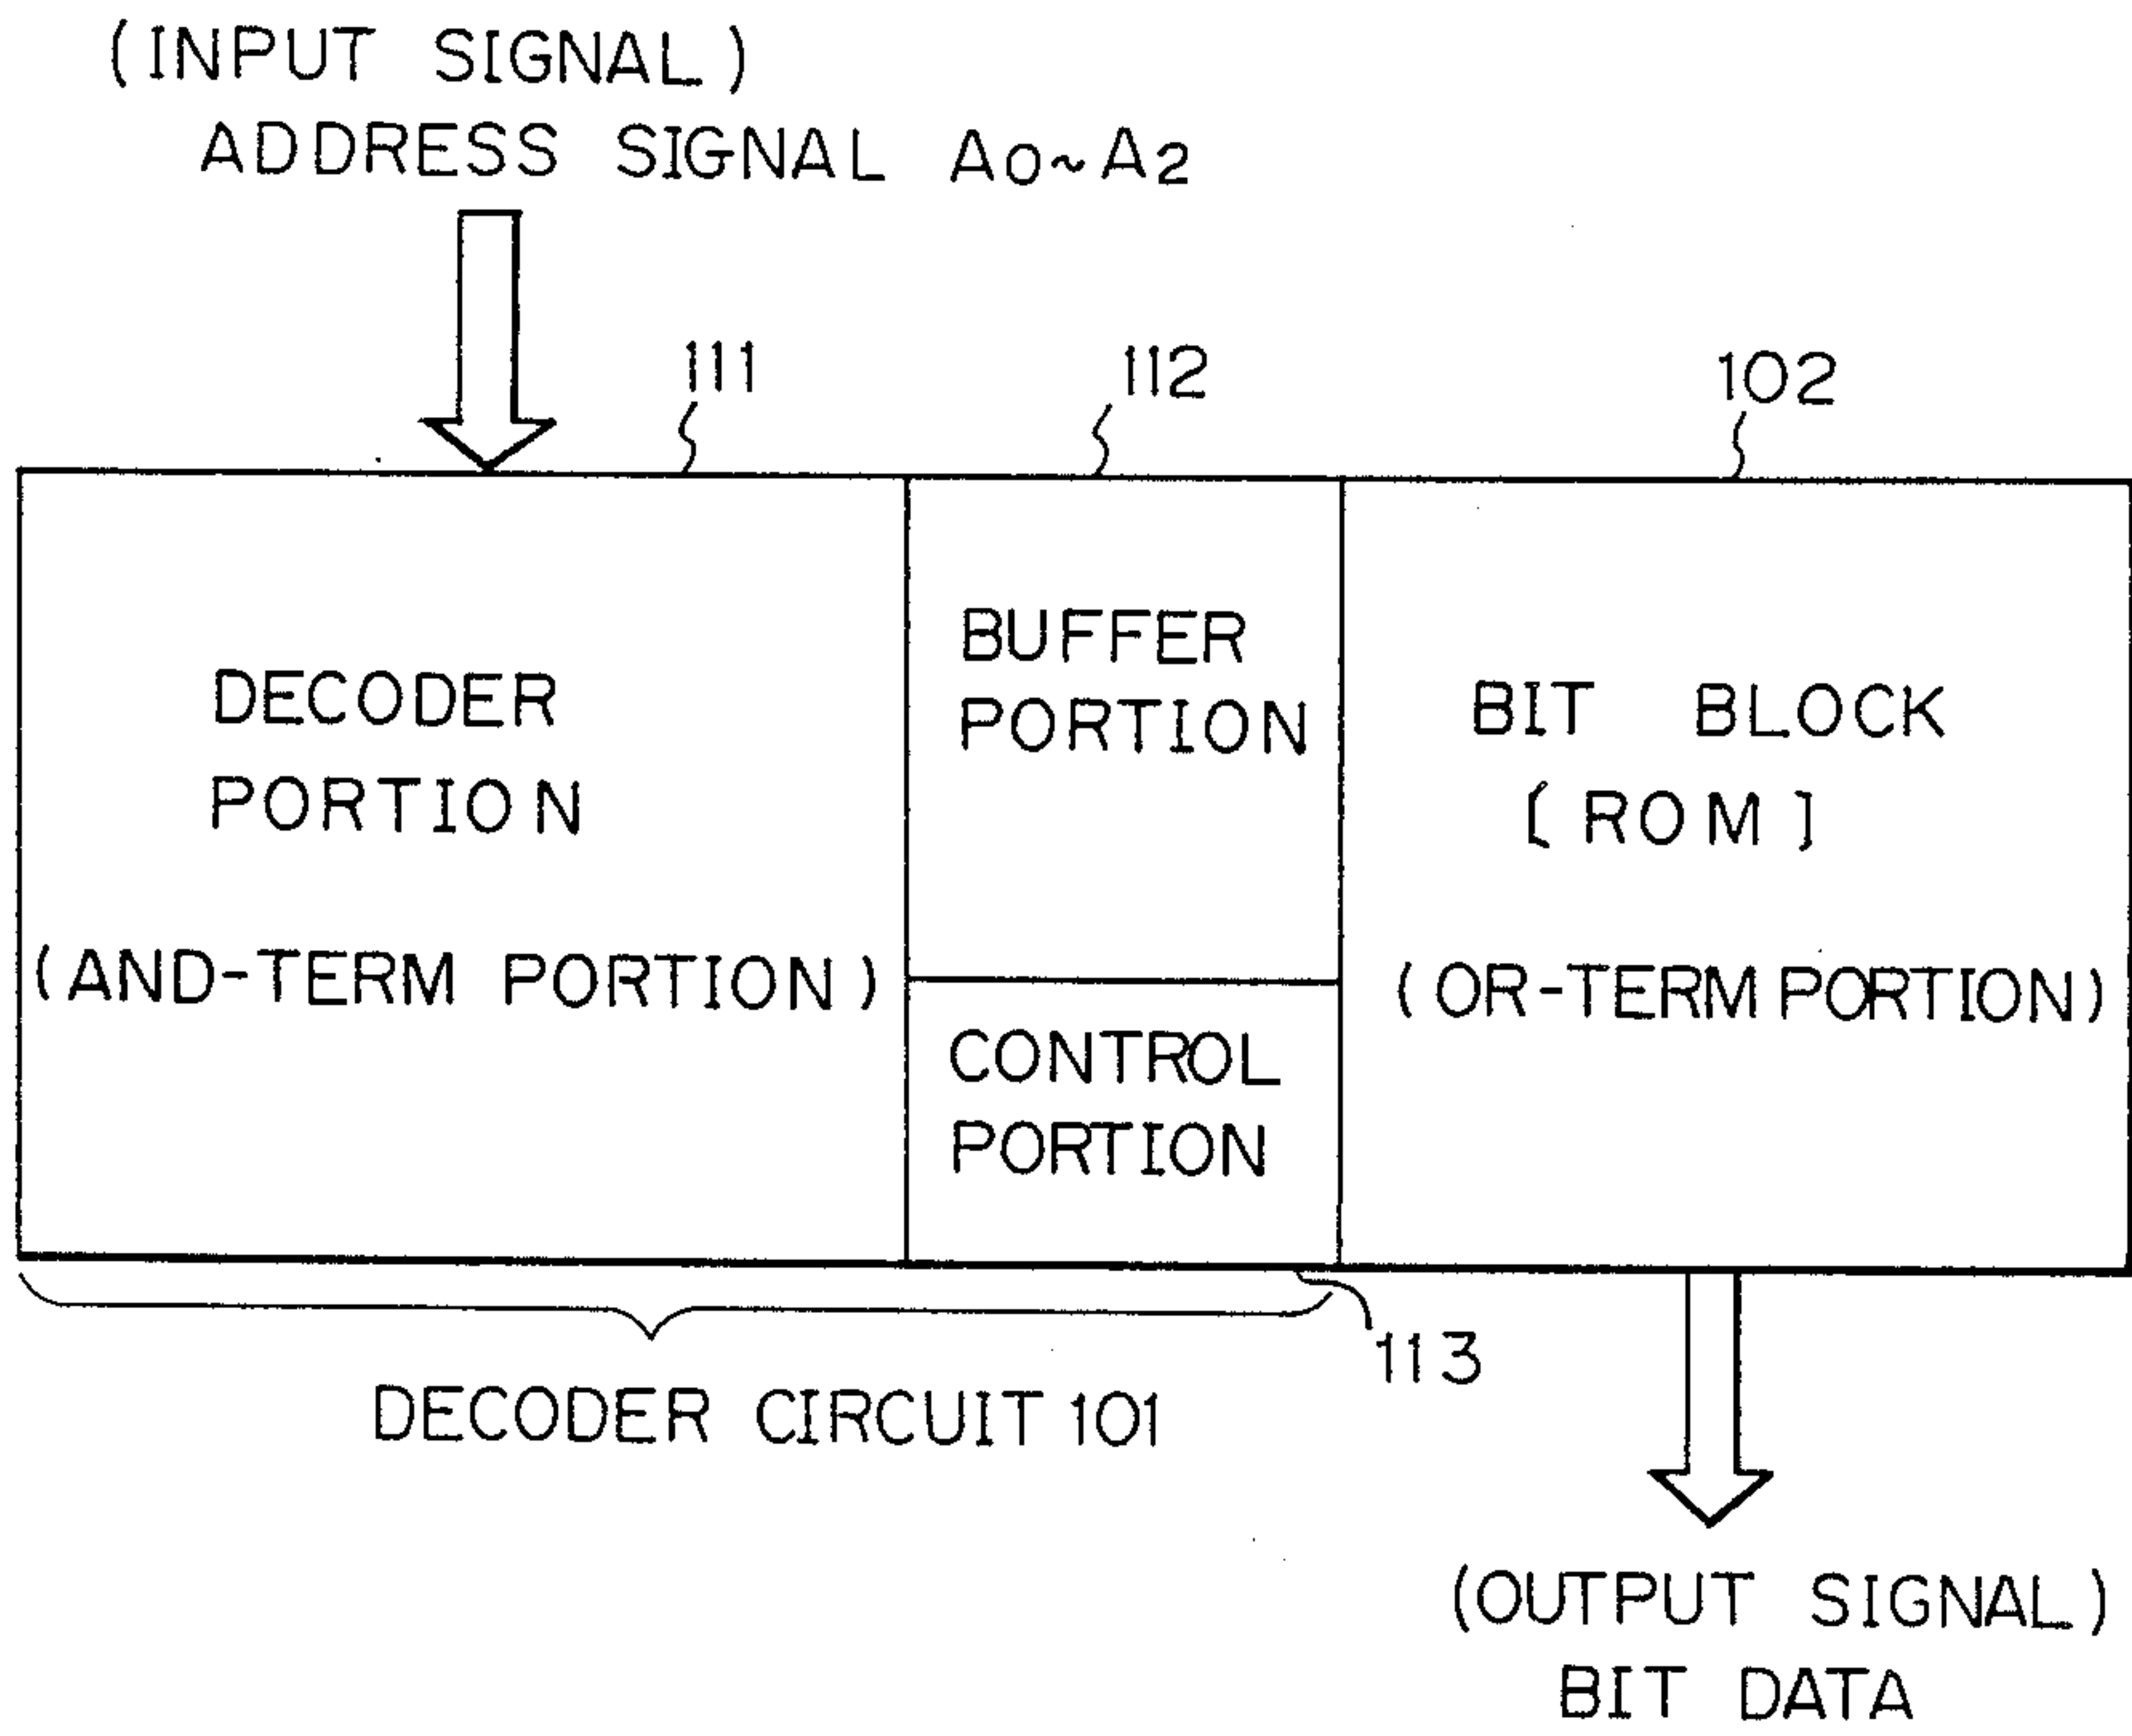 (INPUT SIGNAL)
ADDRESS SIGNAL A0~A2
111
112
102
DECODER
PORTION
(AND-TERM PORTION)
BUFFER
PORTION
CONTROL
PORTION
BIT BLOCK
[ROM]
(OR-TERM PORTION)
113
DECODER CIRCUIT 101
(OUTPUT SIGNAL)
BIT DATA